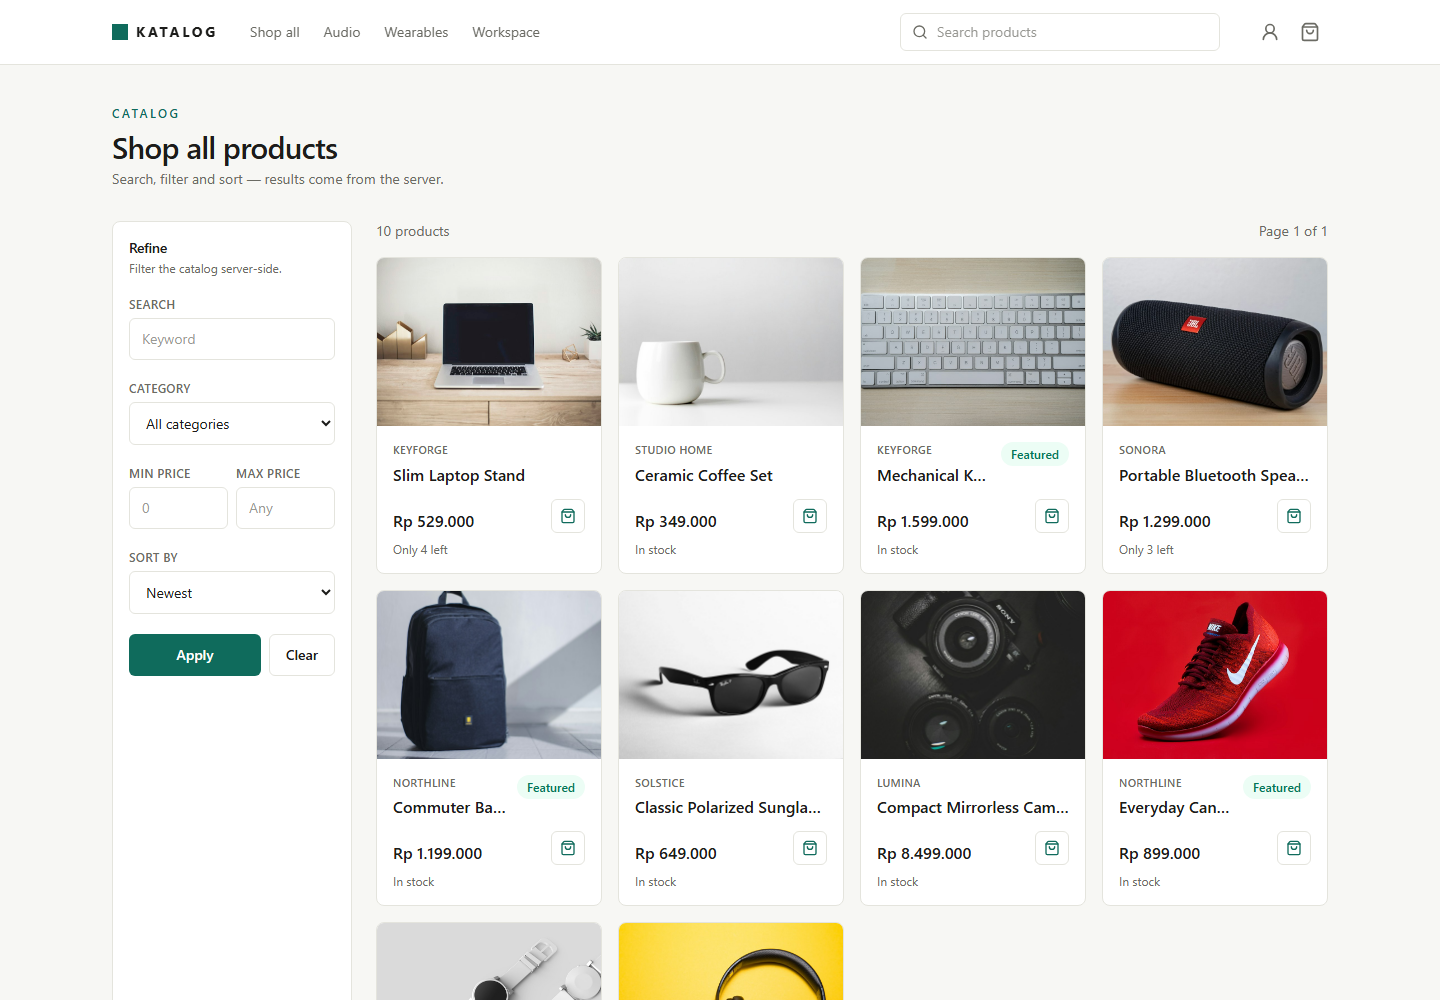 KATALOG
Shop all
Audio
Wearables
Workspace
Search products
CATALOG
Shop all products
Search, filter and sort — results come from the server.
Refine
Filter the catalog server-side.
SEARCH
Keyword
CATEGORY
All categories
MIN PRICE
MAX PRICE
0
Any
SORT BY
Newest
Apply
Clear
10 products
Page 1 of 1
KEYFORGE
Slim Laptop Stand
Rp 529.000
Only 4 left
STUDIO HOME
Ceramic Coffee Set
Rp 349.000
In stock
KEYFORGE
Featured
Mechanical K...
Rp 1.599.000
In stock
JBL
SONORA
Portable Bluetooth Spea...
Rp 1.299.000
Only 3 left
NORTHLINE
Featured
Commuter Ba...
Rp 1.199.000
In stock
SOLSTICE
Classic Polarized Sungla...
Rp 649.000
In stock
SONY
LUMINA
Compact Mirrorless Cam...
Rp 8.499.000
In stock
NIKE
NORTHLINE
Featured
Everyday Can...
Rp 899.000
In stock